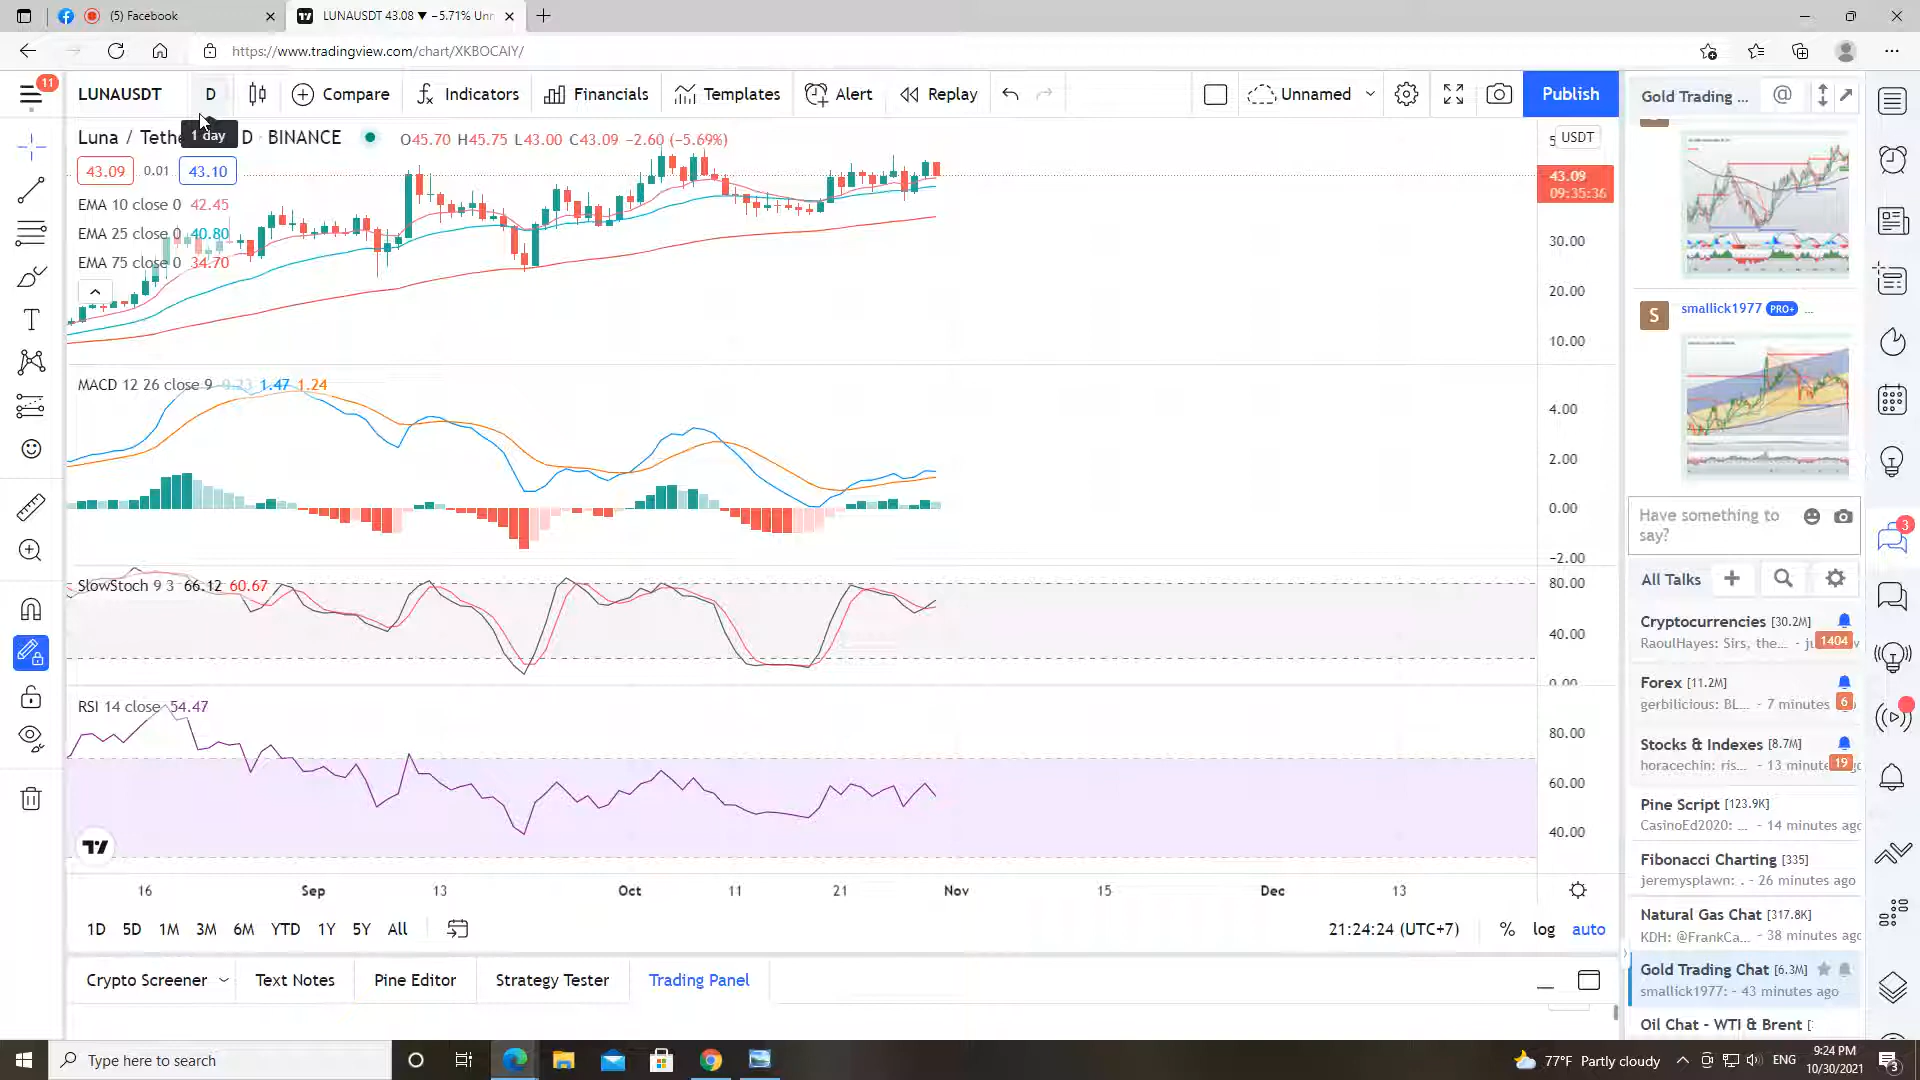 (5) Facebook
LUNAUSDT 43.08 ▼ −5.71% Unr
https://www.tradingview.com/chart/XKBOCAIY/
11
LUNAUSDT D Compare Indicators Financials Templates Alert Replay Unnamed Publish
1 day
Luna / Tethe D · BINANCE O45.70 H45.75 L43.00 C43.09 −2.60 (−5.69%)
43.09 0.01 43.10
EMA 10 close 0 42.45
EMA 25 close 0 40.80
EMA 75 close 0 34.70
USDT
43.09
09:35:36
30.00
20.00
10.00
MACD 12 26 close 9 0.23 1.47 1.24
4.00
2.00
0.00
−2.00
SlowStoch 9 3 66.12 60.67
80.00
40.00
0.00
RSI 14 close 54.47
80.00
60.00
40.00
16 Sep 13 Oct 11 21 Nov 15 Dec 13
1D 5D 1M 3M 6M YTD 1Y 5Y All
21:24:24 (UTC+7) % log auto
Crypto Screener Text Notes Pine Editor Strategy Tester Trading Panel
Gold Trading ...
S
smallick1977 PRO+ ...
Have something to
say?
3
All Talks
Cryptocurrencies [30.2M]
RaoulHayes: Sirs, the... - ju
1404
Forex [11.2M]
gerbilicious: BL... - 7 minutes
6
Stocks & Indexes [8.7M]
horacechin: ris... - 13 minute
19
Pine Script [123.9K]
CasinoEd2020: ... - 14 minutes ago
Fibonacci Charting [335]
jeremysplawn: . - 26 minutes ago
Natural Gas Chat [317.8K]
KDH: @FrankCa... - 38 minutes ago
Gold Trading Chat [6.3M]
smallick1977: - 43 minutes ago
Oil Chat - WTI & Brent [
Type here to search
77°F Partly cloudy
ENG
9:24 PM
10/30/2021
3